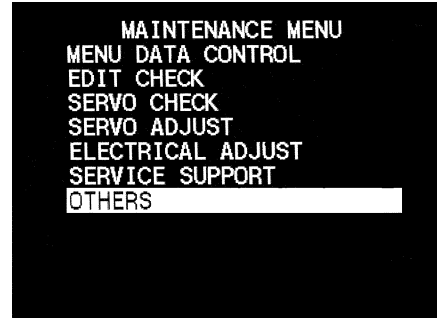 MAINTENANCE MENU
MENU DATA CONTROL
EDIT CHECK
SERVO CHECK
SERVO ADJUST
ELECTRICAL ADJUST
SERVICE SUPPORT
OTHERS